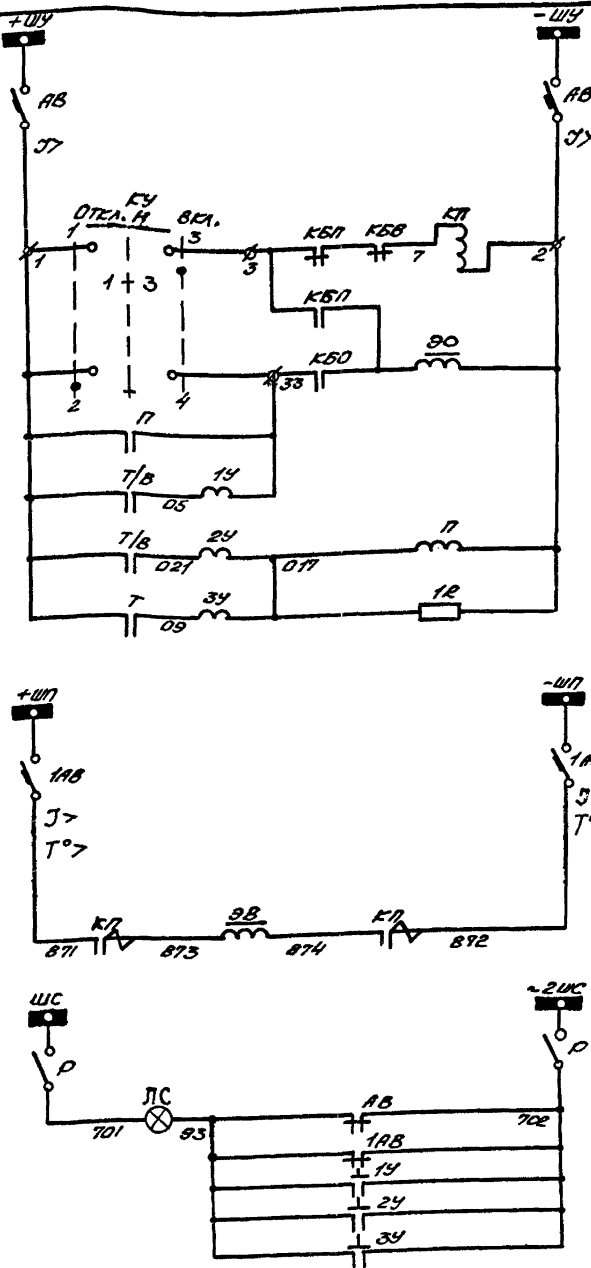 +ШУ -ШУ
АВ АВ
J> J>
КУ
ОТКЛ. Н ВКЛ.
1 3 КБП КБВ КП
1 3 7 2
1 + 3
КБП
ЭО
КБО
33
2 4
П
Т/В 1У
05
Т/В 2У П
021 017
Т 3У 1R
09
+ШП -ШП
1АВ
J>
T°>
КП ЭВ КП
871 873 874 872
ШС ~2ШС
Р Р
ЛС АВ
701 93 702
1АВ
1У
2У
3У